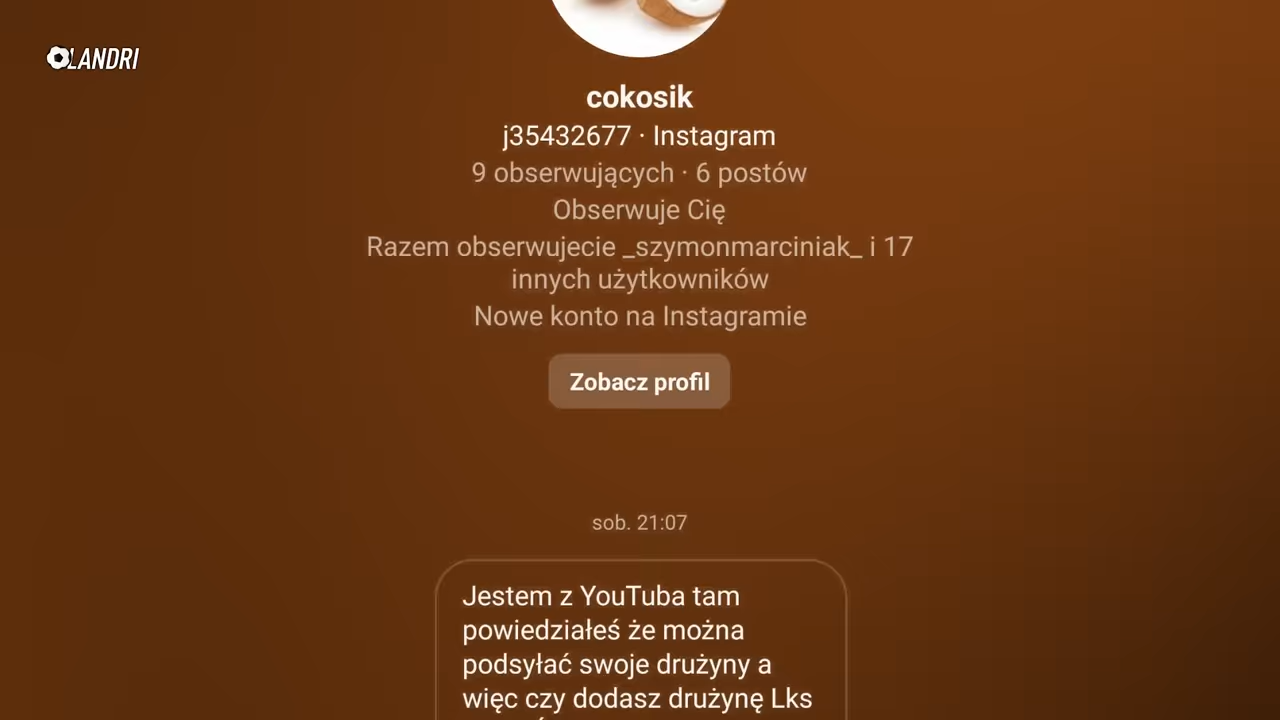 OLANDRI
cokosik
j35432677 · Instagram
9 obserwujących · 6 postów
Obserwuje Cię
Razem obserwujecie _szymonmarciniak_ i 17
innych użytkowników
Nowe konto na Instagramie
Zobacz profil
sob. 21:07
Jestem z YouTuba tam
powiedziałeś że można
podsyłać swoje drużyny a
więc czy dodasz drużynę Lks